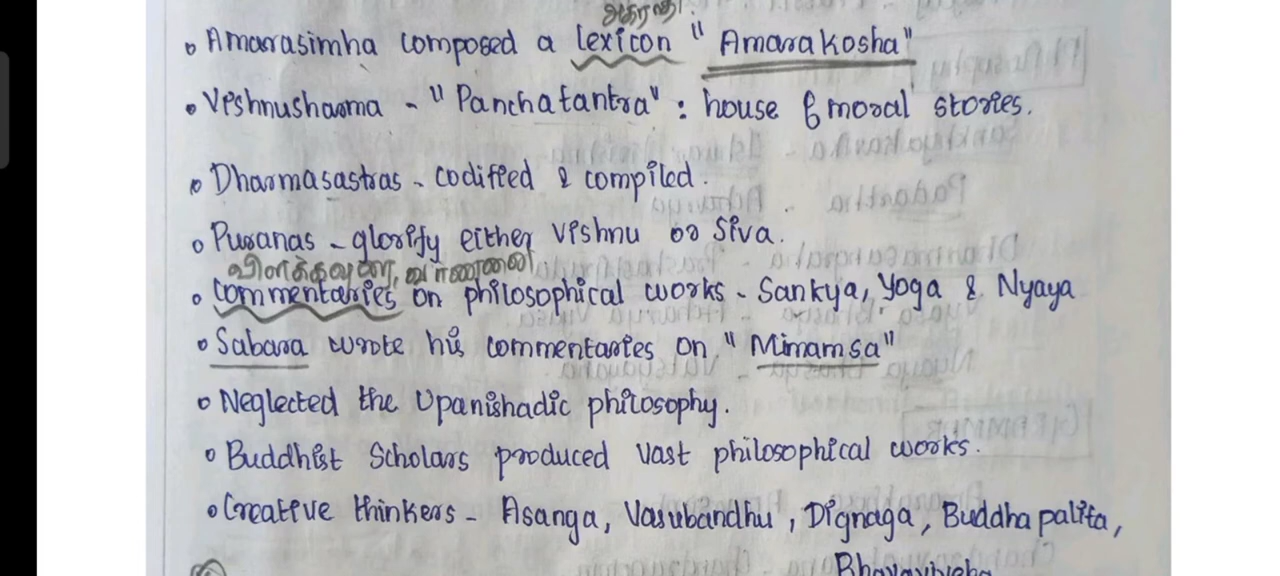 அகராதி
• Amarasimha composed a lexicon "Amarakosha"
• Vishnusharma - "Panchatantra" : house of moral stories.
• Dharmasastras - codified & compiled.
• Puranas - glorify either Vishnu or Siva.
• Commentaries on philosophical works - Sankya, Yoga & Nyaya
• Sabara wrote his commentaries on "Mimamsa"
• Neglected the Upanishadic philosophy.
• Buddhist Scholars produced vast philosophical works.
• Creative thinkers - Asanga, Vasubandhu, Dignaga, Buddha palita,